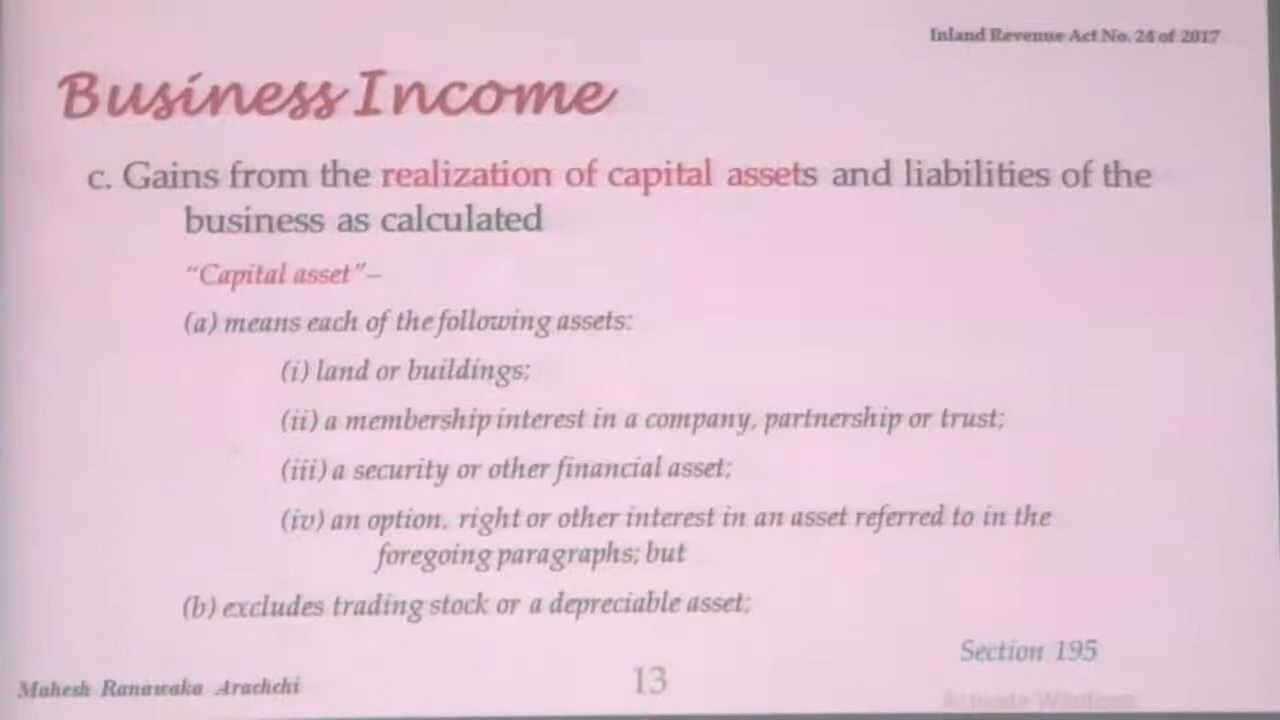 Inland Revenue Act No. 24 of 2017
Business Income
c. Gains from the realization of capital assets and liabilities of the
business as calculated
"Capital asset"–
(a) means each of the following assets:
(i) land or buildings;
(ii) a membership interest in a company, partnership or trust;
(iii) a security or other financial asset;
(iv) an option, right or other interest in an asset referred to in the
foregoing paragraphs; but
(b) excludes trading stock or a depreciable asset;
Section 195
Mahesh Ranawaka Arachchi
13
Activate Windows